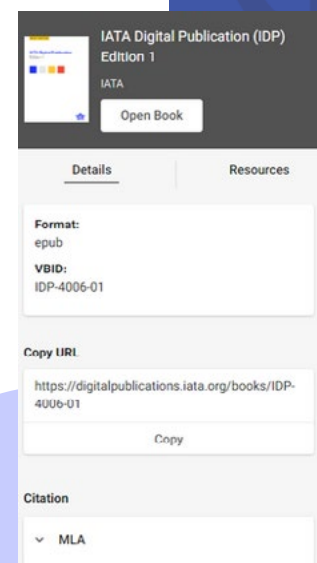 IATA Digital Publication (IDP)
Edition 1
IATA
Open Book
Details
Resources
Format:
epub
VBID:
IDP-4006-01
Copy URL
https://digitalpublications.iata.org/books/IDP-
4006-01
Copy
Citation
MLA